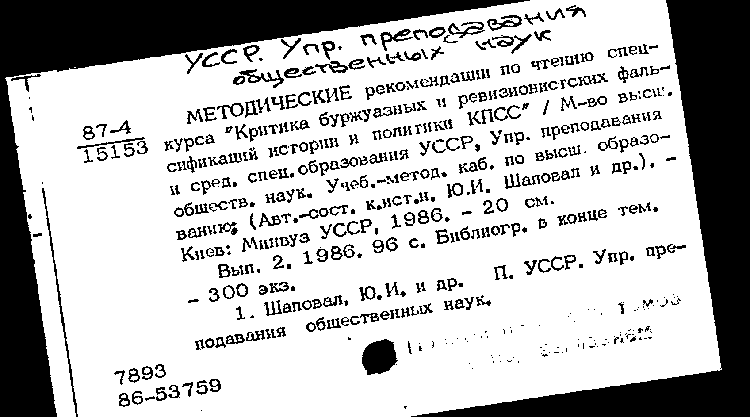 УССР. Упр. преподавания
общественных наук
87-4
15153
МЕТОДИЧЕСКИЕ рекомендации по чтению спец-
курса "Критика буржуазных и ревизионистских фаль-
сификаций истории и политики КПСС" / М-во высш.
и сред. спец.образования УССР, Упр. преподавания
обществ. наук. Учеб.-метод. каб. по высш. образо-
ванию; (Авт.-сост. к.ист.н. Ю.И. Шаповал и др.). -
Киев: Минвуз УССР, 1986. - 20 см.
Вып. 2. 1986. 96 с. Библиогр. в конце тем.
- 300 экз.
1. Шаповал, Ю.И. и др. П. УССР. Упр. пре-
подавания общественных наук.
7893
86-53759